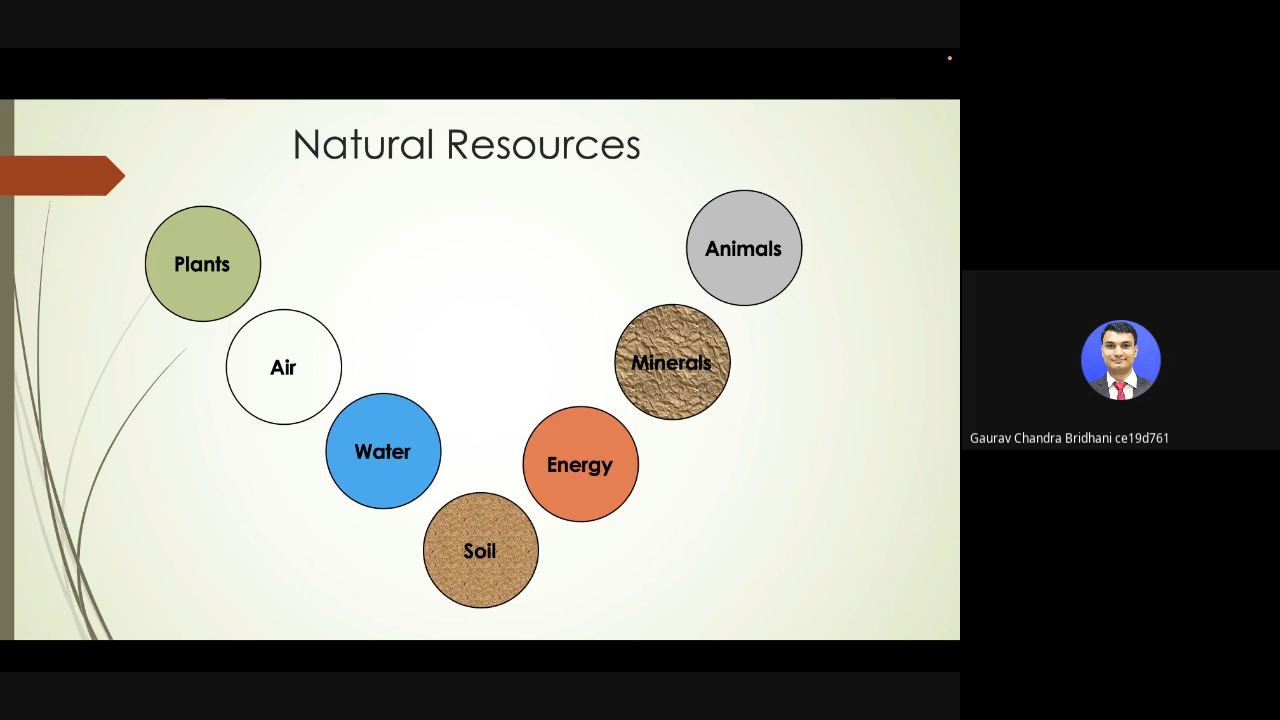 Natural Resources
Plants
Air
Water
Soil
Energy
Minerals
Animals
Gaurav Chandra Bridhani ce19d761